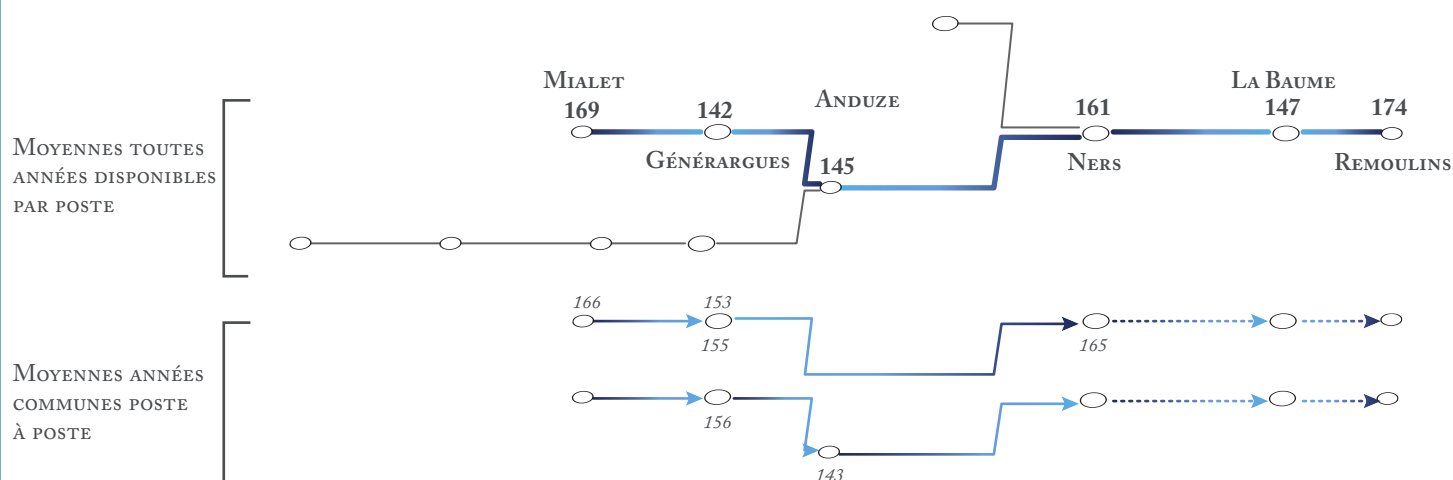 Mialet
La Baume
169
142
Anduze
161
147
174
Moyennes toutes
années disponibles
par poste
Générargues
145
Ners
Remoulins
166
153
155
165
Moyennes années
communes poste
à poste
156
143